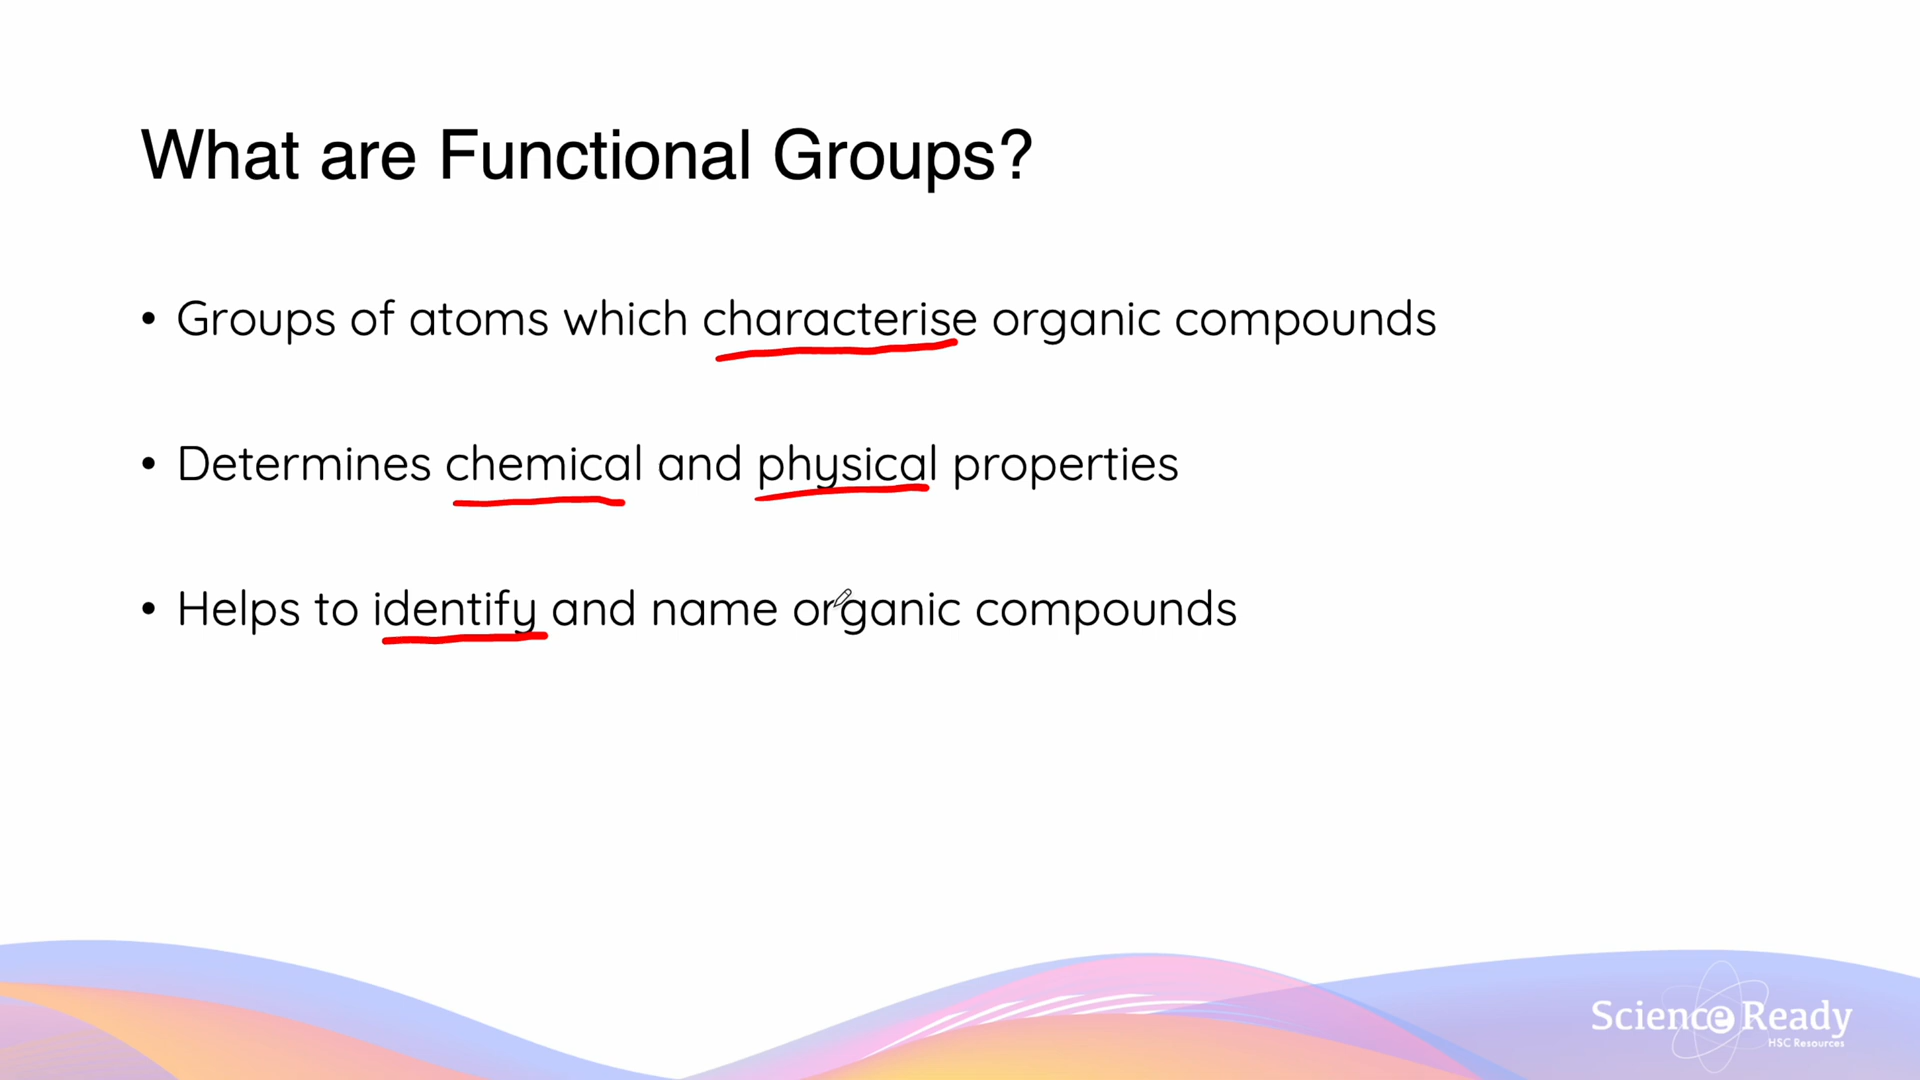 What are Functional Groups?
• Groups of atoms which characterise organic compounds
• Determines chemical and physical properties
• Helps to identify and name organic compounds
Science Ready
HSC Resources